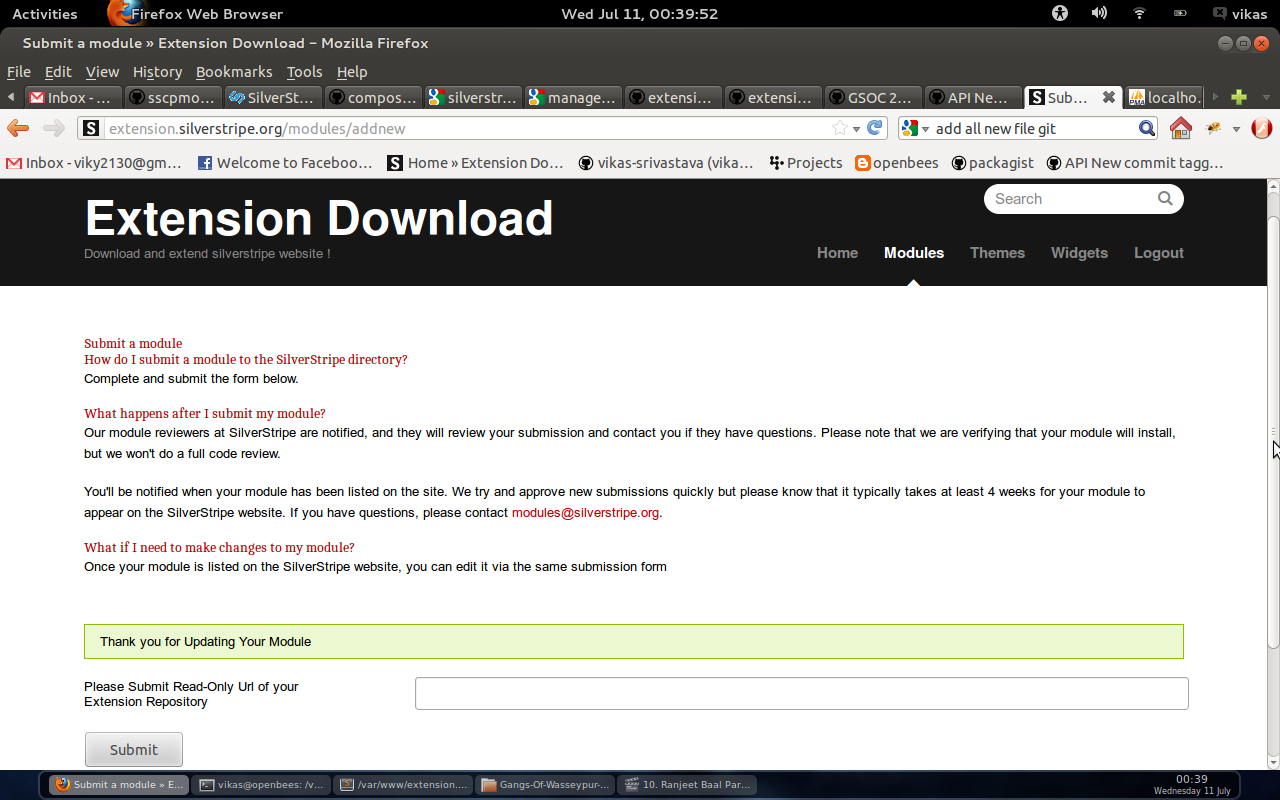 Activities Firefox Web Browser Wed Jul 11, 00:39:52 vikas
Submit a module » Extension Download – Mozilla Firefox
File Edit View History Bookmarks Tools Help
Inbox - ... sscpmo... SilverSt... compos... silverstr... manage... extensi... extensi... GSOC 2... API Ne... Sub... localho...
extension.silverstripe.org/modules/addnew add all new file git
Inbox - viky2130@gm... Welcome to Faceboo... Home » Extension Do... vikas-srivastava (vika... Projects openbees packagist API New commit tagg...
Search
Extension Download
Download and extend silverstripe website !
Home Modules Themes Widgets Logout
Submit a module
How do I submit a module to the SilverStripe directory?
Complete and submit the form below.
What happens after I submit my module?
Our module reviewers at SilverStripe are notified, and they will review your submission and contact you if they have questions. Please note that we are verifying that your module will install,
but we won't do a full code review.
You'll be notified when your module has been listed on the site. We try and approve new submissions quickly but please know that it typically takes at least 4 weeks for your module to
appear on the SilverStripe website. If you have questions, please contact modules@silverstripe.org.
What if I need to make changes to my module?
Once your module is listed on the SilverStripe website, you can edit it via the same submission form
Thank you for Updating Your Module
Please Submit Read-Only Url of your
Extension Repository
Submit
Submit a module » E... vikas@openbees: /v... /var/www/extension.... Gangs-Of-Wasseypur-... 10. Ranjeet Baal Par... 00:39
Wednesday 11 July